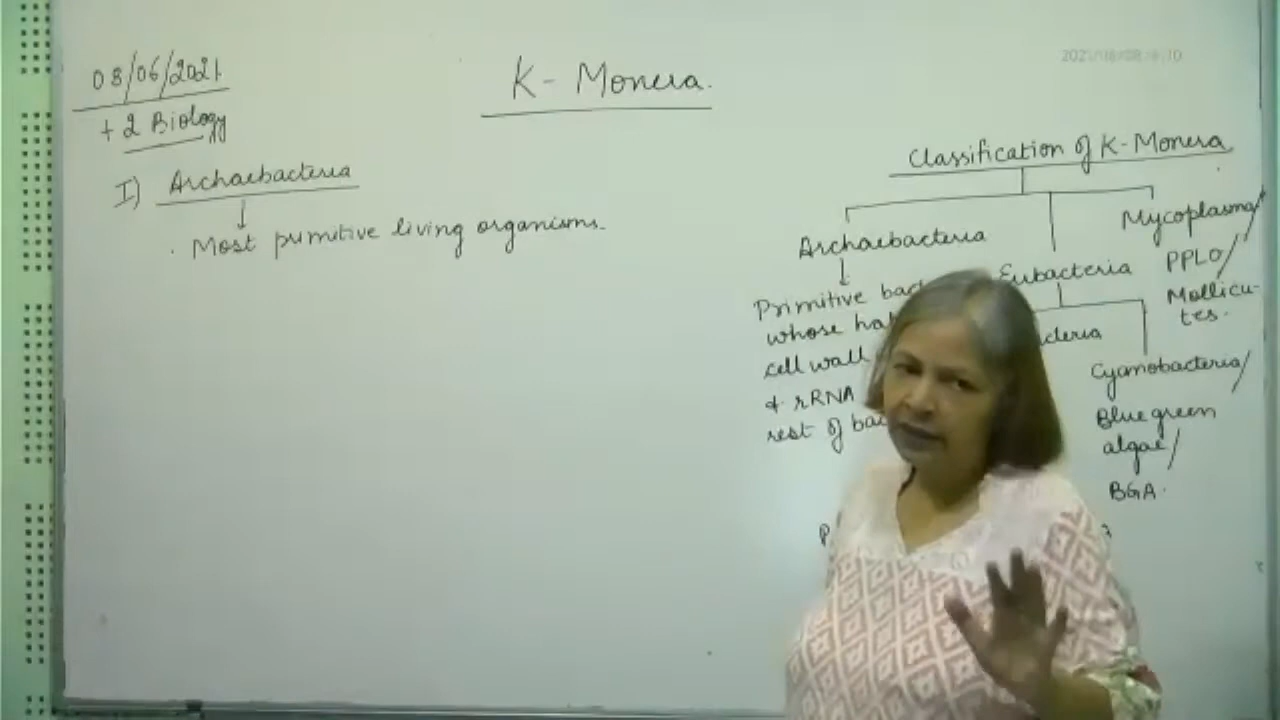 08/06/2021
+2 Biology
K- Monera.
I) Archaebacteria
. Most primitive living organisms.
Classification of K-Monera
Archaebacteria
Primitive
whose
cell wall
& rRNA
rest of
Eubacteria
Cyanobacteria/
Blue green
algae/
BGA.
Mycoplasma/
PPLO/
Mollicu-
tes.